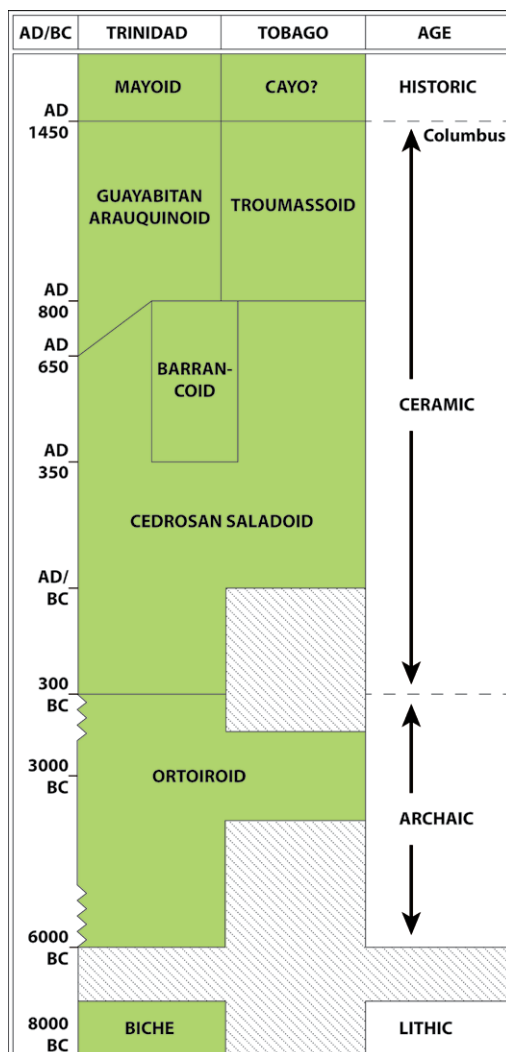 AD/BC TRINIDAD TOBAGO AGE
MAYOID CAYO? HISTORIC
AD
1450
Columbus
GUAYABITAN
ARAUQUINOID
TROUMASSOID
AD
800
AD
650
BARRAN-
COID
CERAMIC
AD
350
CEDROSAN SALADOID
AD/
BC
300
BC
3000
BC
ORTOIROID
ARCHAIC
6000
BC
8000
BC
BICHE
LITHIC